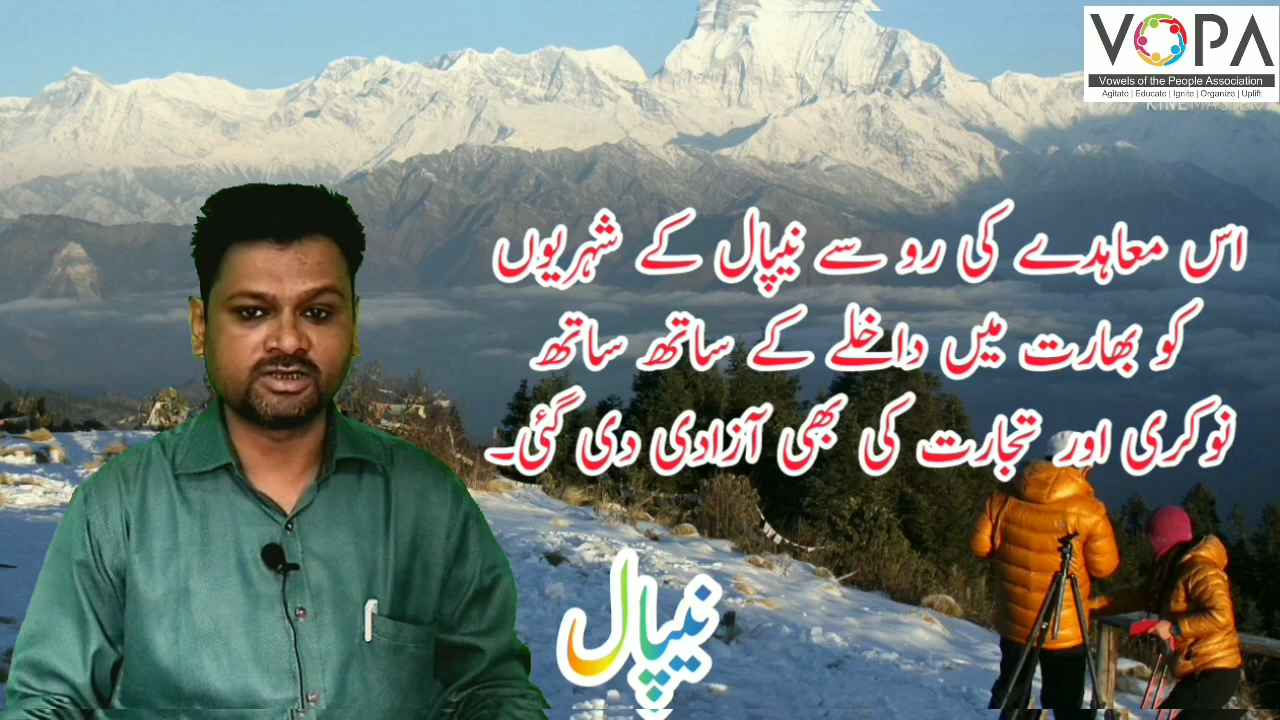 VOPA
Vowels of the People Association
Agitate | Educate | Ignite | Organize | Uplift
KINEMASTER
اس معاہدے کی رو سے نیپال کے شہریوں
کو بھارت میں داخلے کے ساتھ ساتھ
نوکری اور تجارت کی بھی آزادی دی گئی۔
نیپال